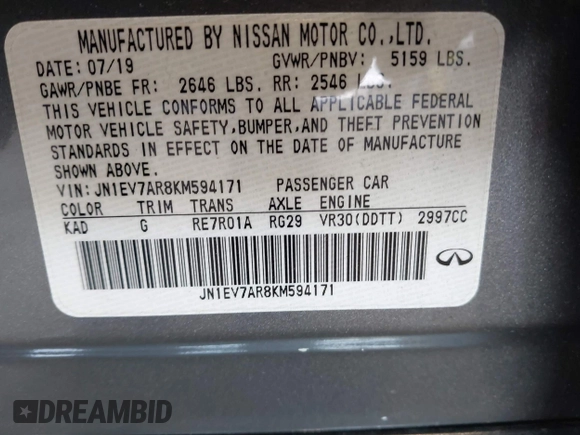 MANUFACTURED BY NISSAN MOTOR CO.,LTD.
DATE: 07/19 GVWR/PNBV: 5159 LBS.
GAWR/PNBE FR: 2646 LBS. RR: 2546 LBS.
THIS VEHICLE CONFORMS TO ALL APPLICABLE FEDERAL
MOTOR VEHICLE SAFETY,BUMPER,AND THEFT PREVENTION
STANDARDS IN EFFECT ON THE DATE OF MANUFACTURE
SHOWN ABOVE.
VIN: JN1EV7AR8KM594171 PASSENGER CAR
COLOR TRIM TRANS AXLE ENGINE
KAD G RE7R01A RG29 VR30(DDTT) 2997CC
JN1EV7AR8KM594171
DREAMBID